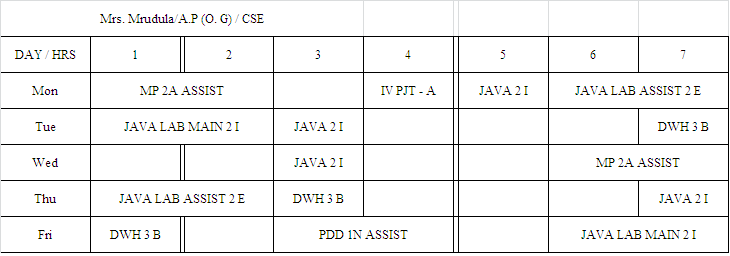 Mrs. Mrudula/A.P (O. G) / CSE
DAY / HRS 1 2 3 4 5 6 7
Mon MP 2A ASSIST IV PJT - A JAVA 2 I JAVA LAB ASSIST 2 E
Tue JAVA LAB MAIN 2 I JAVA 2 I DWH 3 B
Wed JAVA 2 I MP 2A ASSIST
Thu JAVA LAB ASSIST 2 E DWH 3 B JAVA 2 I
Fri DWH 3 B PDD 1N ASSIST JAVA LAB MAIN 2 I